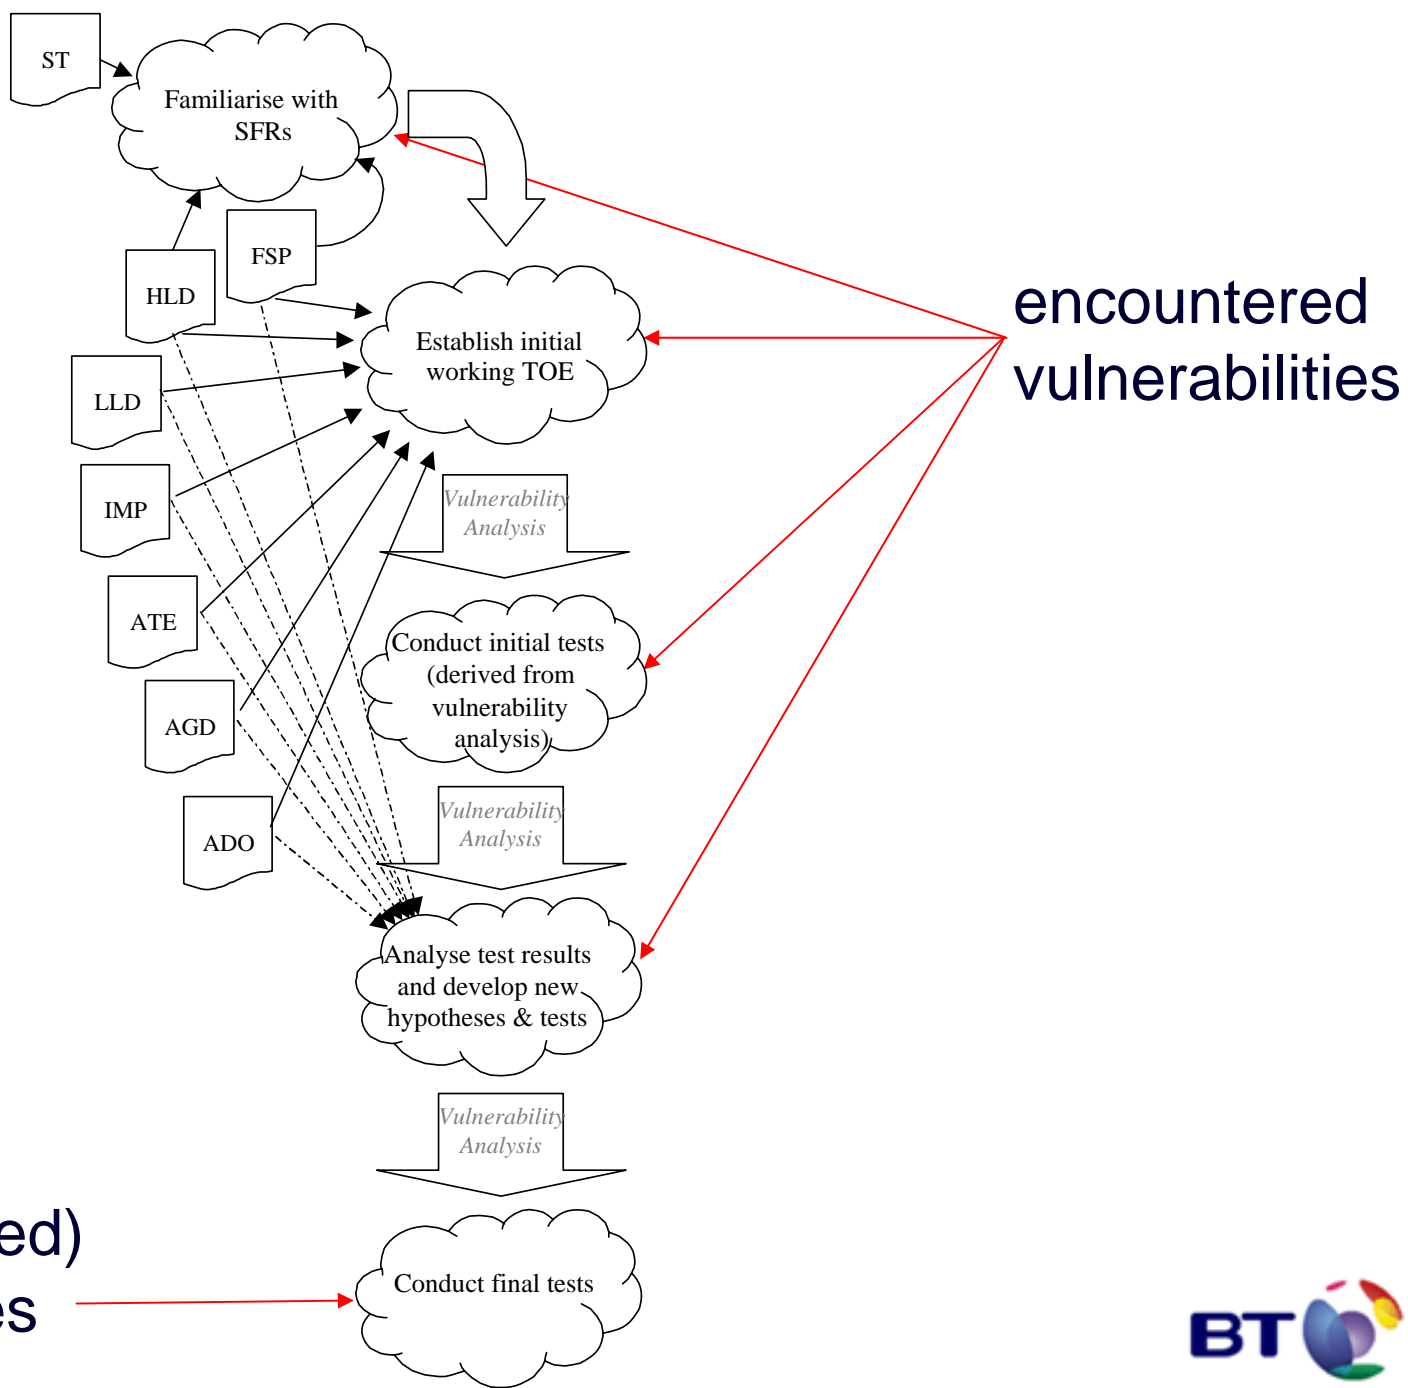 ST
Familiarise with
SFRs
FSP
HLD
encountered
vulnerabilities
Establish initial
working TOE
LLD
IMP
Vulnerability
Analysis
ATE
Conduct initial tests
(derived from
vulnerability
analysis)
AGD
Vulnerability
Analysis
ADO
Analyse test results
and develop new
hypotheses & tests
Vulnerability
Analysis
Conduct final tests
BT